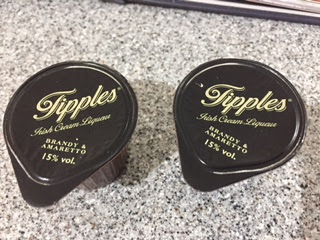 Tipples
Irish Cream Liqueur
BRANDY &
AMARETTO
15% vol.
Tipples
Irish Cream Liqueur
BRANDY &
AMARETTO
15% vol.